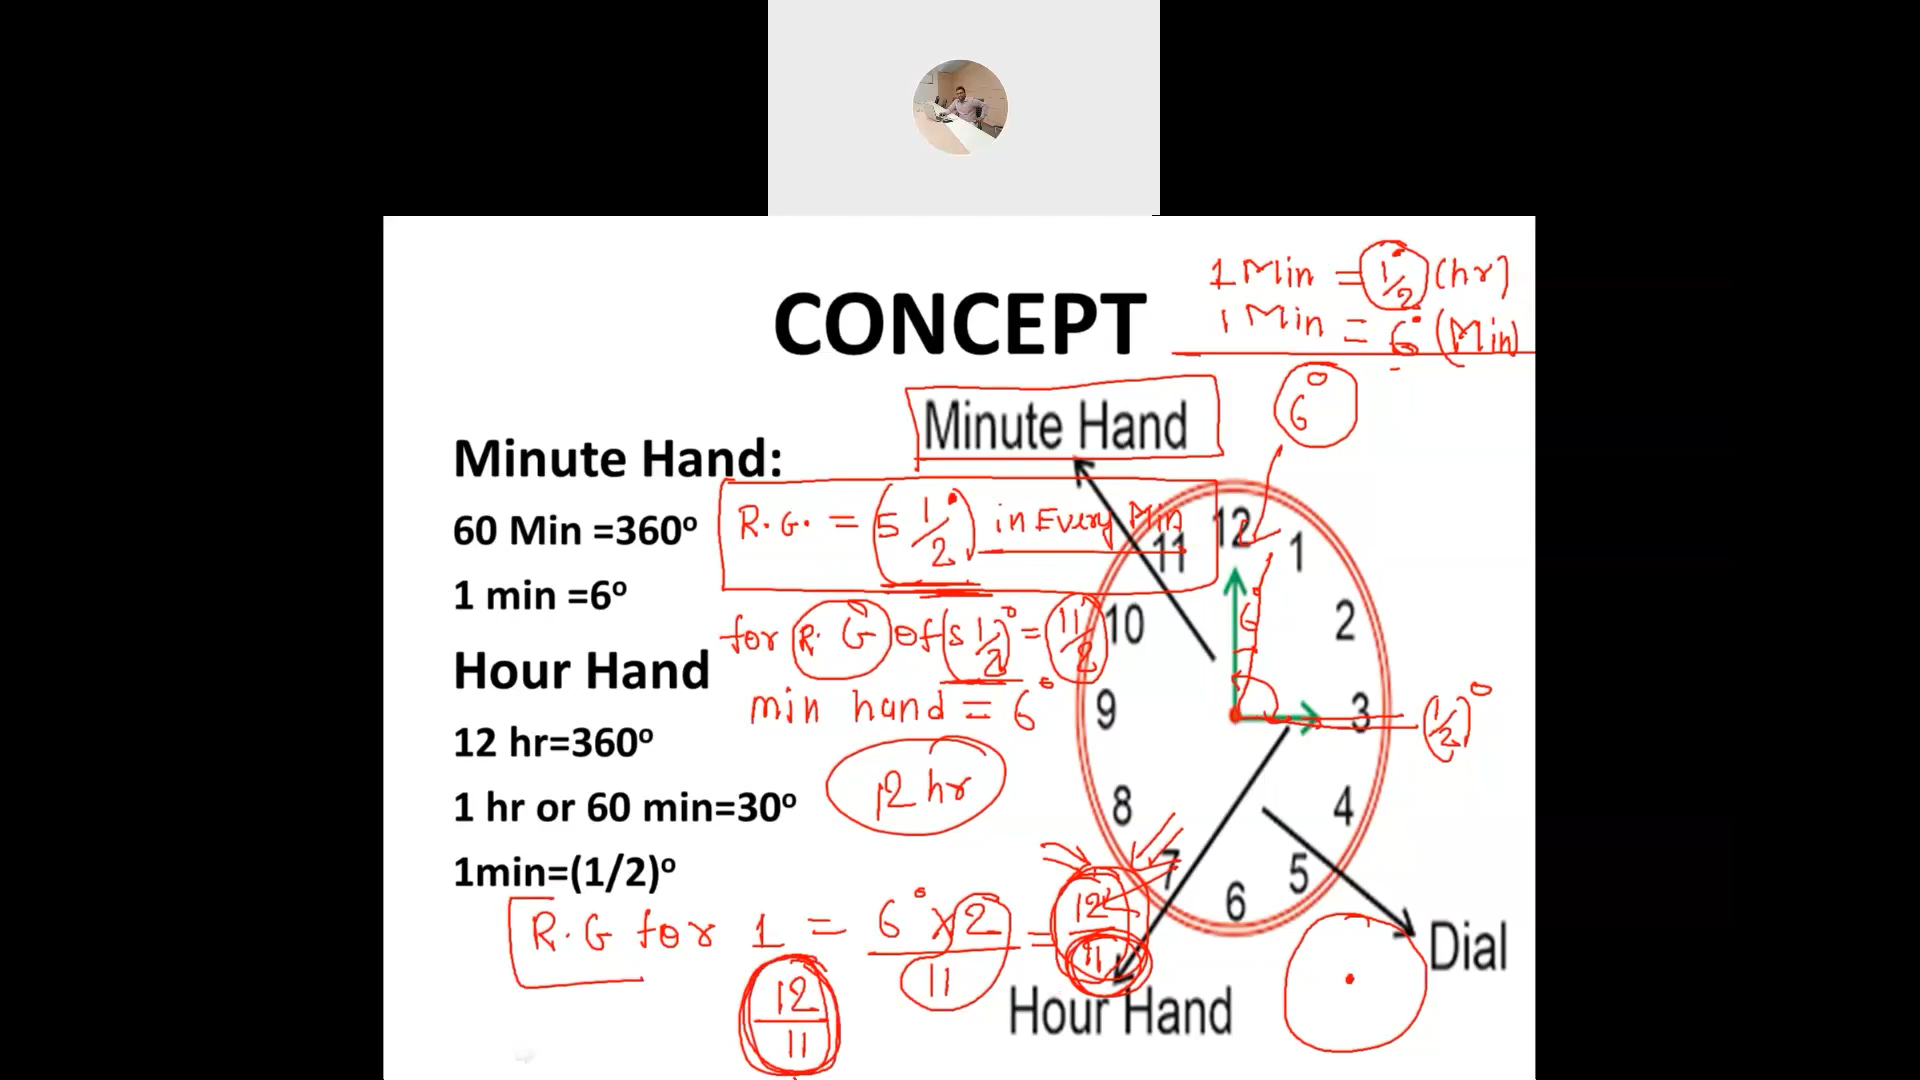 1 Min = 1/2° (hr)
1 Min = 6° (Min)
CONCEPT
6°
Minute Hand
Minute Hand:
60 Min =360º
R.G. = (5 1/2°) in Every Min
1 min =6º
for R.G of (5 1/2)° = 11/2
Hour Hand
min hand = 6°
12 hr=360º
12 hr
1 hr or 60 min=30º
1min=(1/2)º
R.G for 1 = 6° x 2 / 11 = 12/11
12/11
12
1
2
3
4
5
6
7
8
9
10
11
6°
(1/2)°
Dial
Hour Hand